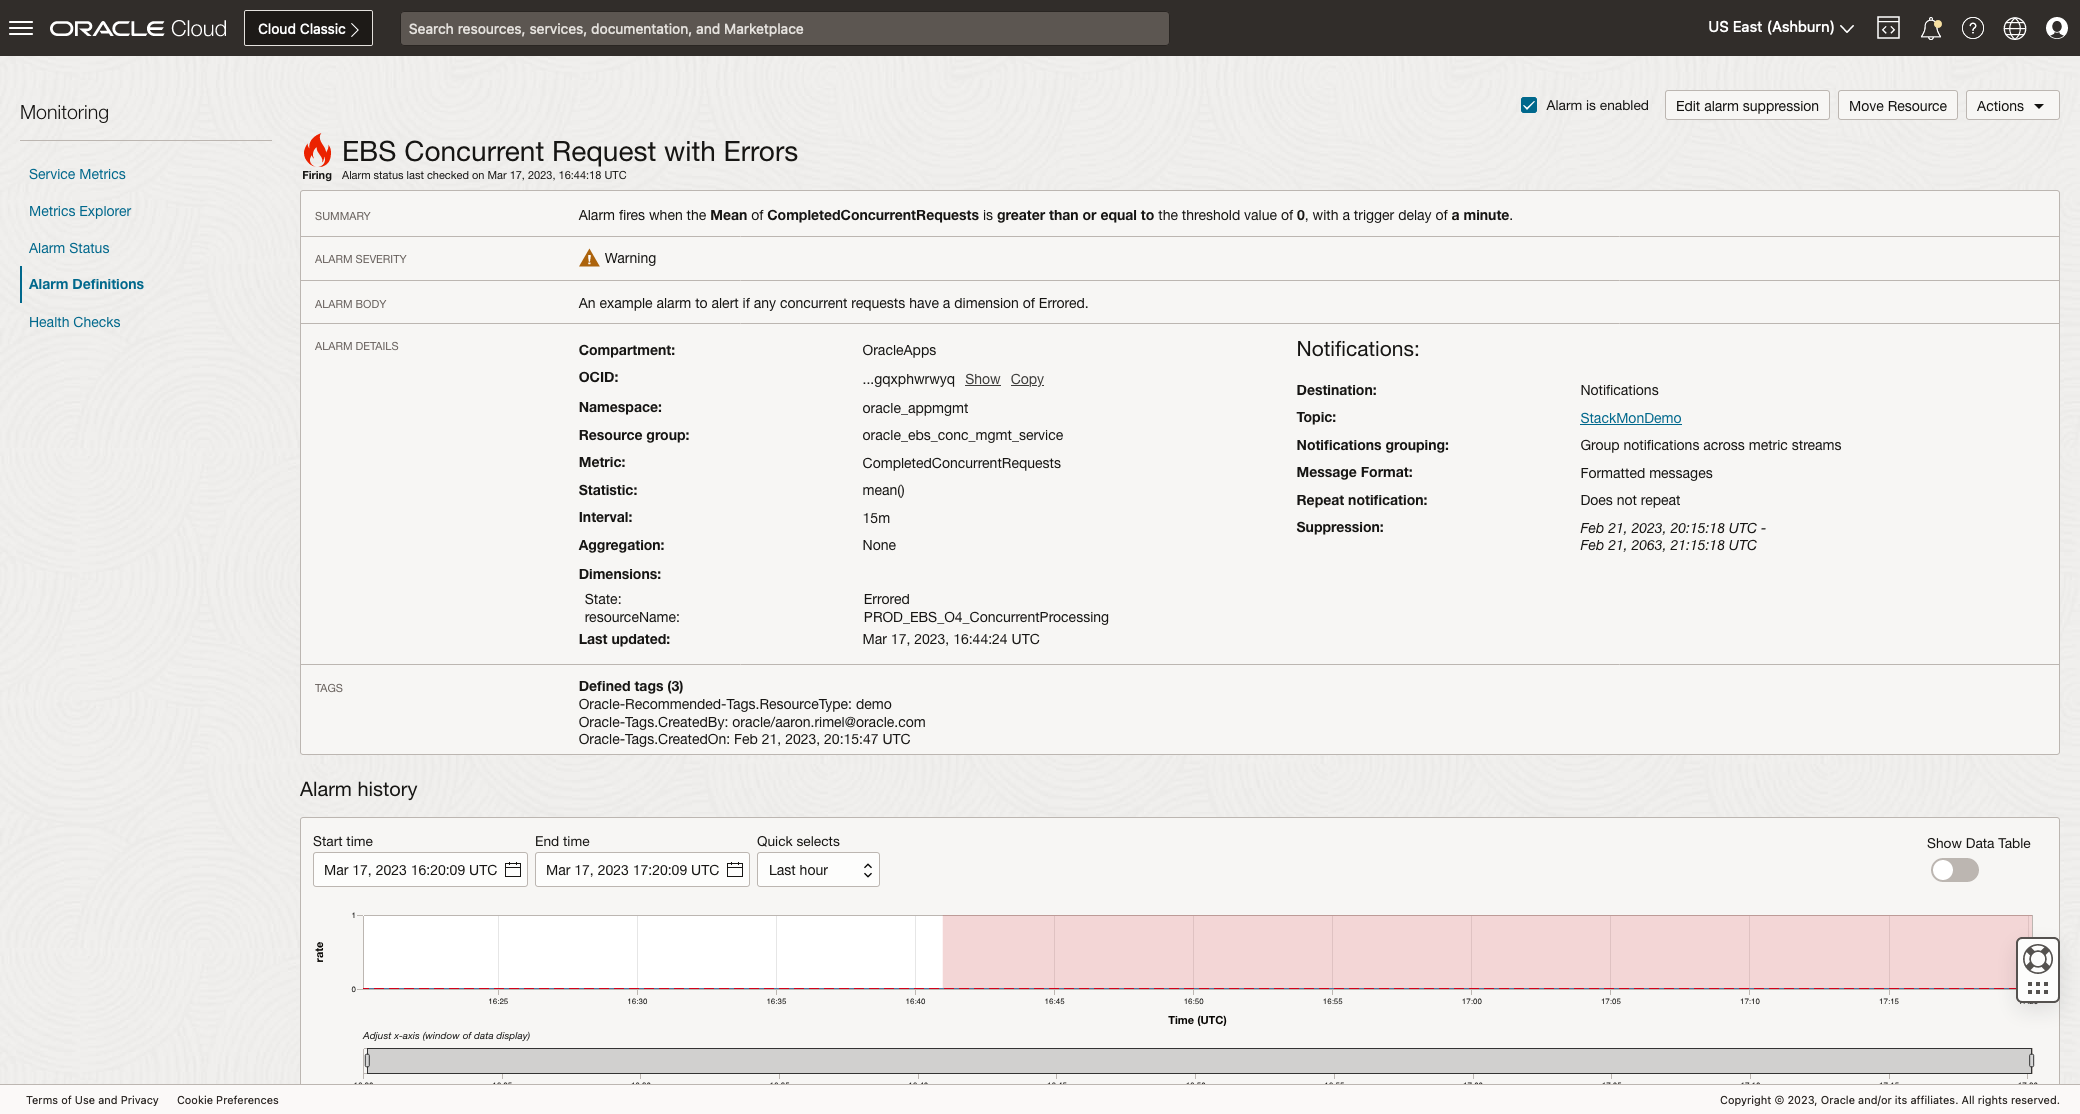 ORACLE Cloud
Cloud Classic
Search resources, services, documentation, and Marketplace
US East (Ashburn)
Monitoring
Service Metrics
Metrics Explorer
Alarm Status
Alarm Definitions
Health Checks
Alarm is enabled
Edit alarm suppression
Move Resource
Actions
EBS Concurrent Request with Errors
Firing
Alarm status last checked on Mar 17, 2023, 16:44:18 UTC
SUMMARY
Alarm fires when the Mean of CompletedConcurrentRequests is greater than or equal to the threshold value of 0, with a trigger delay of a minute.
ALARM SEVERITY
Warning
ALARM BODY
An example alarm to alert if any concurrent requests have a dimension of Errored.
ALARM DETAILS
Compartment: OracleApps
OCID: ...gqxphwrwyq Show Copy
Namespace: oracle_appmgmt
Resource group: oracle_ebs_conc_mgmt_service
Metric: CompletedConcurrentRequests
Statistic: mean()
Interval: 15m
Aggregation: None
Dimensions:
State: Errored
resourceName: PROD_EBS_O4_ConcurrentProcessing
Last updated: Mar 17, 2023, 16:44:24 UTC
Notifications:
Destination: Notifications
Topic: StackMonDemo
Notifications grouping: Group notifications across metric streams
Message Format: Formatted messages
Repeat notification: Does not repeat
Suppression: Feb 21, 2023, 20:15:18 UTC -
Feb 21, 2063, 21:15:18 UTC
TAGS
Defined tags (3)
Oracle-Recommended-Tags.ResourceType: demo
Oracle-Tags.CreatedBy: oracle/aaron.rimel@oracle.com
Oracle-Tags.CreatedOn: Feb 21, 2023, 20:15:47 UTC
Alarm history
Start time
Mar 17, 2023 16:20:09 UTC
End time
Mar 17, 2023 17:20:09 UTC
Quick selects
Last hour
Show Data Table
1
rate
0
16:25 16:30 16:35 16:40 16:45 16:50 16:55 17:00 17:05 17:10 17:15
Time (UTC)
Adjust x-axis (window of data display)
Terms of Use and Privacy
Cookie Preferences
Copyright © 2023, Oracle and/or its affiliates. All rights reserved.